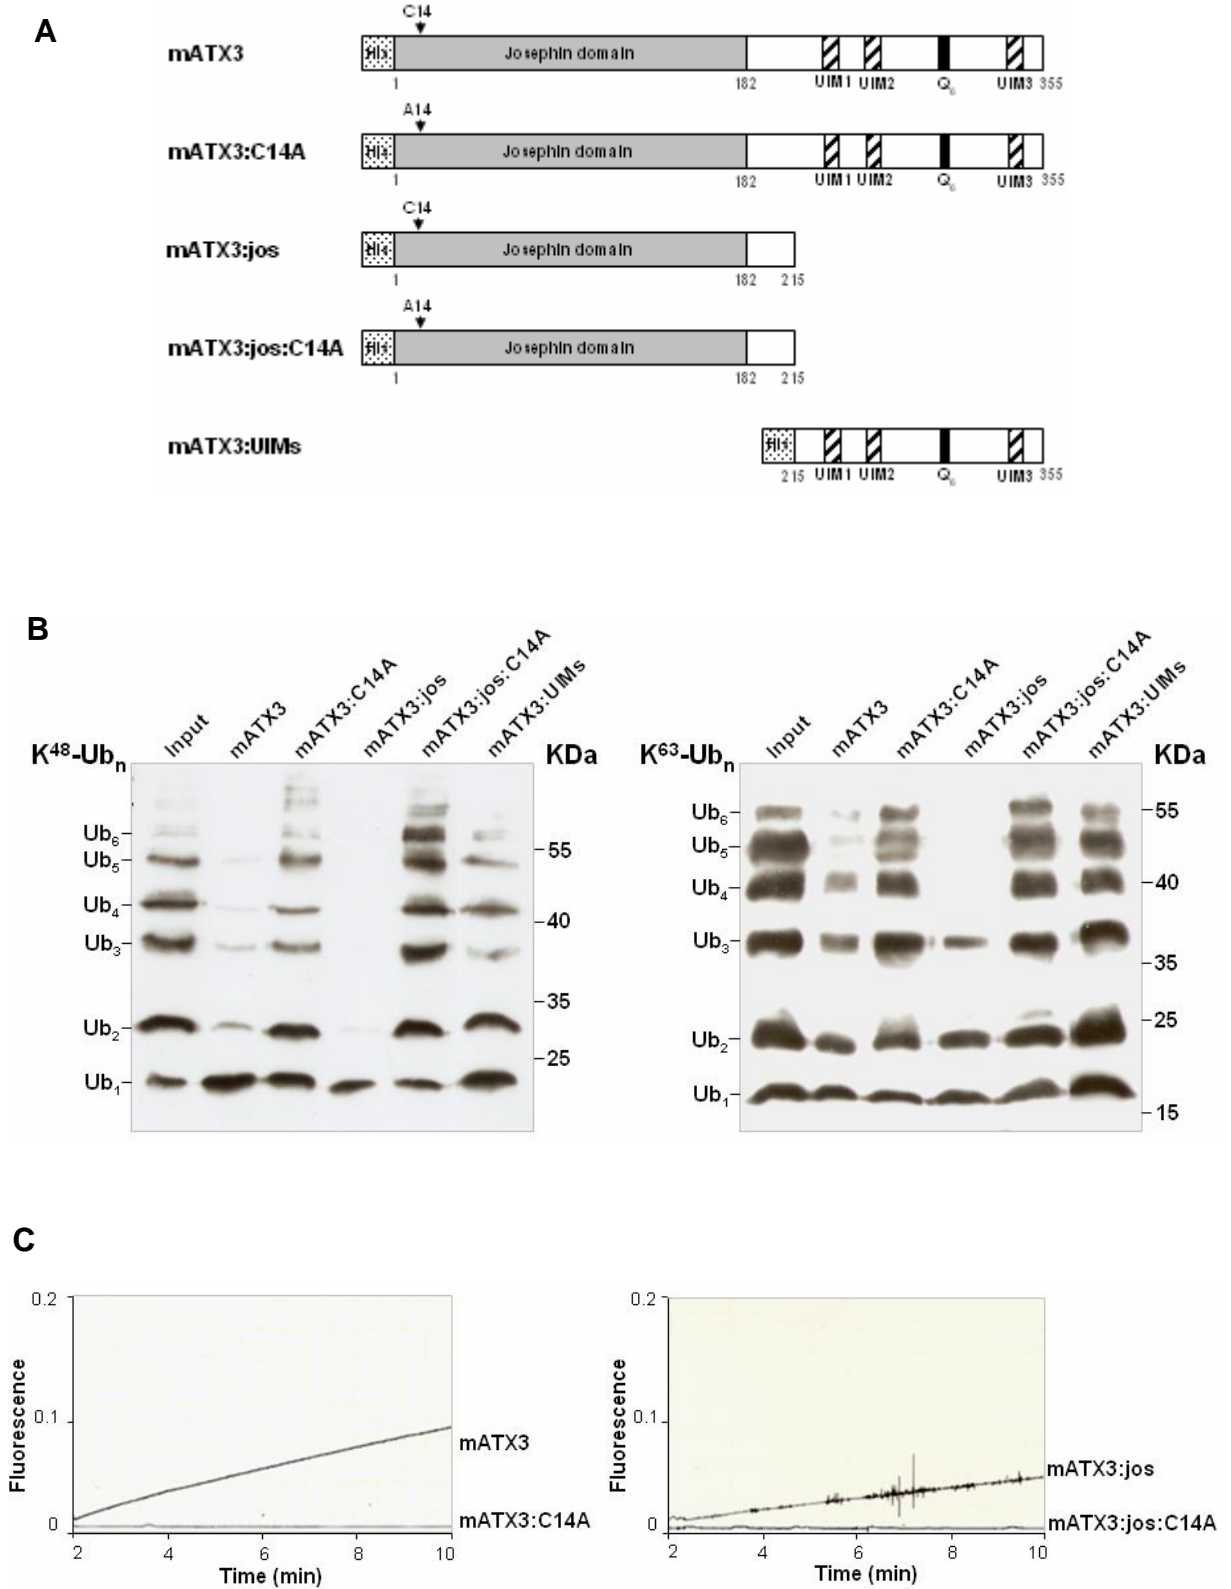 A
C14
mATX3
His
Josephin domain
1
182
UIM1
UIM2
Q6
UIM3
355
A14
mATX3:C14A
His
Josephin domain
1
182
UIM1
UIM2
Q6
UIM3
355
C14
mATX3:jos
His
Josephin domain
1
182
215
A14
mATX3:jos:C14A
His
Josephin domain
1
182
215
mATX3:UIMs
His
215
UIM1
UIM2
Q6
UIM3
355
B
K48-Ubn
Input
mATX3
mATX3:C14A
mATX3:jos
mATX3:jos:C14A
mATX3:UIMs
KDa
Ub6
Ub5
Ub4
Ub3
Ub2
Ub1
55
40
35
25
K63-Ubn
Input
mATX3
mATX3:C14A
mATX3:jos
mATX3:jos:C14A
mATX3:UIMs
KDa
Ub6
Ub5
Ub4
Ub3
Ub2
Ub1
55
40
35
25
15
C
Fluorescence
0.2
0.1
0
mATX3
mATX3:C14A
2 4 6 8 10
Time (min)
Fluorescence
0.2
0.1
0
mATX3:jos
mATX3:jos:C14A
2 4 6 8 10
Time (min)